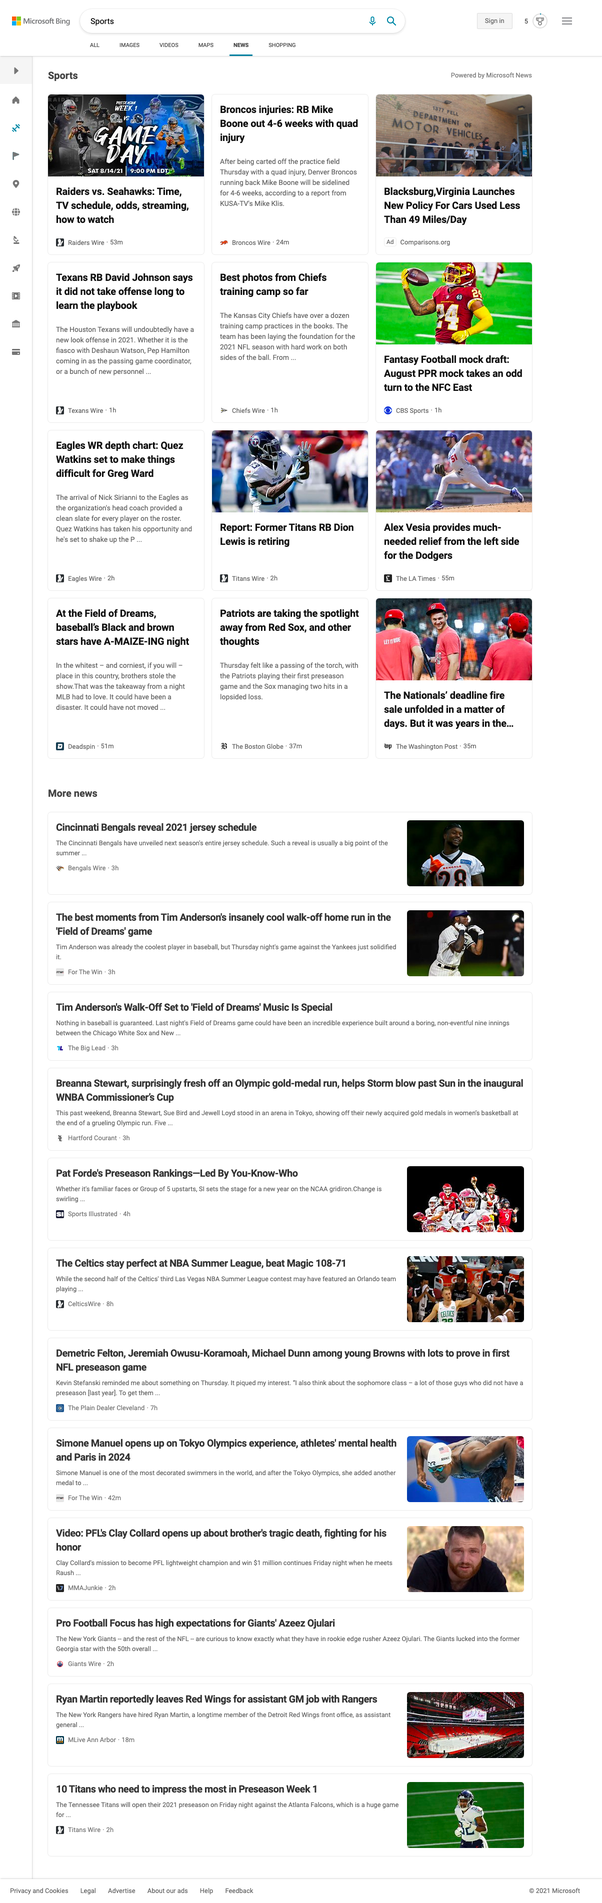 Microsoft Bing
Sports
Sign in
5
ALL IMAGES VIDEOS MAPS NEWS SHOPPING
Sports
Powered by Microsoft News
PRESEASON
WEEK 1
VS
GAME
DAY
SAT 8/14/21 9:00 PM EDT
Raiders vs. Seahawks: Time,
TV schedule, odds, streaming,
how to watch
Raiders Wire · 53m
Broncos injuries: RB Mike
Boone out 4-6 weeks with quad
injury
After being carted off the practice field
Thursday with a quad injury, Denver Broncos
running back Mike Boone will be sidelined
for 4-6 weeks, according to a report from
KUSA-TV's Mike Klis.
Broncos Wire · 24m
DEPARTMENT OF
MOTOR VEHICLES
Blacksburg,Virginia Launches
New Policy For Cars Used Less
Than 49 Miles/Day
Ad Comparisons.org
Texans RB David Johnson says
it did not take offense long to
learn the playbook
The Houston Texans will undoubtedly have a
new look offense in 2021. Whether it is the
fiasco with Deshaun Watson, Pep Hamilton
coming in as the passing game coordinator,
or a bunch of new personnel ...
Texans Wire · 1h
Best photos from Chiefs
training camp so far
The Kansas City Chiefs have over a dozen
training camp practices in the books. The
team has been laying the foundation for the
2021 NFL season with hard work on both
sides of the ball. From ...
Chiefs Wire · 1h
24
Fantasy Football mock draft:
August PPR mock takes an odd
turn to the NFC East
CBS Sports · 1h
Eagles WR depth chart: Quez
Watkins set to make things
difficult for Greg Ward
The arrival of Nick Sirianni to the Eagles as
the organization's head coach provided a
clean slate for every player on the roster.
Quez Watkins has taken his opportunity and
he's set to shake up the P ...
Eagles Wire · 2h
Report: Former Titans RB Dion
Lewis is retiring
Titans Wire · 2h
51
Alex Vesia provides much-
needed relief from the left side
for the Dodgers
The LA Times · 55m
At the Field of Dreams,
baseball's Black and brown
stars have A-MAIZE-ING night
In the whitest – and corniest, if you will –
place in this country, brothers stole the
show.That was the takeaway from a night
MLB had to love. It could have been a
disaster. It could have not moved ...
Deadspin · 51m
Patriots are taking the spotlight
away from Red Sox, and other
thoughts
Thursday felt like a passing of the torch, with
the Patriots playing their first preseason
game and the Sox managing two hits in a
lopsided loss.
The Boston Globe · 37m
The Nationals' deadline fire
sale unfolded in a matter of
days. But it was years in the...
The Washington Post · 35m
More news
Cincinnati Bengals reveal 2021 jersey schedule
The Cincinnati Bengals have unveiled next season's entire jersey schedule. Such a reveal is usually a big point of the
summer ...
Bengals Wire · 3h
28
The best moments from Tim Anderson's insanely cool walk-off home run in the
'Field of Dreams' game
Tim Anderson was already the coolest player in baseball, but Thursday night's game against the Yankees just solidified
it.
For The Win · 3h
Tim Anderson's Walk-Off Set to 'Field of Dreams' Music Is Special
Nothing in baseball is guaranteed. Last night's Field of Dreams game could have been an incredible experience built around a boring, non-eventful nine innings
between the Chicago White Sox and New ...
The Big Lead · 3h
Breanna Stewart, surprisingly fresh off an Olympic gold-medal run, helps Storm blow past Sun in the inaugural
WNBA Commissioner's Cup
This past weekend, Breanna Stewart, Sue Bird and Jewell Loyd stood in an arena in Tokyo, showing off their newly acquired gold medals in women's basketball at
the end of a grueling Olympic run. Five ...
Hartford Courant · 3h
Pat Forde's Preseason Rankings—Led By You-Know-Who
Whether it's familiar faces or Group of 5 upstarts, SI sets the stage for a new year on the NCAA gridiron.Change is
swirling ...
Sports Illustrated · 4h
9
The Celtics stay perfect at NBA Summer League, beat Magic 108-71
While the second half of the Celtics' third Las Vegas NBA Summer League contest may have featured an Orlando team
playing ...
CelticsWire · 8h
CELTICS
Demetric Felton, Jeremiah Owusu-Koramoah, Michael Dunn among young Browns with lots to prove in first
NFL preseason game
Kevin Stefanski reminded me about something on Thursday. It piqued my interest. "I also think about the sophomore class – a lot of those guys who did not have a
preseason [last year]. To get them ...
The Plain Dealer Cleveland · 7h
Simone Manuel opens up on Tokyo Olympics experience, athletes' mental health
and Paris in 2024
Simone Manuel is one of the most decorated swimmers in the world, and after the Tokyo Olympics, she added another
medal to ...
For The Win · 42m
Video: PFL's Clay Collard opens up about brother's tragic death, fighting for his
honor
Clay Collard's mission to become PFL lightweight champion and win $1 million continues Friday night when he meets
Raush ...
MMAJunkie · 2h
Pro Football Focus has high expectations for Giants' Azeez Ojulari
The New York Giants -- and the rest of the NFL -- are curious to know exactly what they have in rookie edge rusher Azeez Ojulari. The Giants lucked into the former
Georgia star with the 50th overall ...
Giants Wire · 2h
Ryan Martin reportedly leaves Red Wings for assistant GM job with Rangers
The New York Rangers have hired Ryan Martin, a longtime member of the Detroit Red Wings front office, as assistant
general ...
MLive Ann Arbor · 18m
10 Titans who need to impress the most in Preseason Week 1
The Tennessee Titans will open their 2021 preseason on Friday night against the Atlanta Falcons, which is a huge game
for ...
Titans Wire · 2h
Privacy and Cookies Legal Advertise About our ads Help Feedback
© 2021 Microsoft